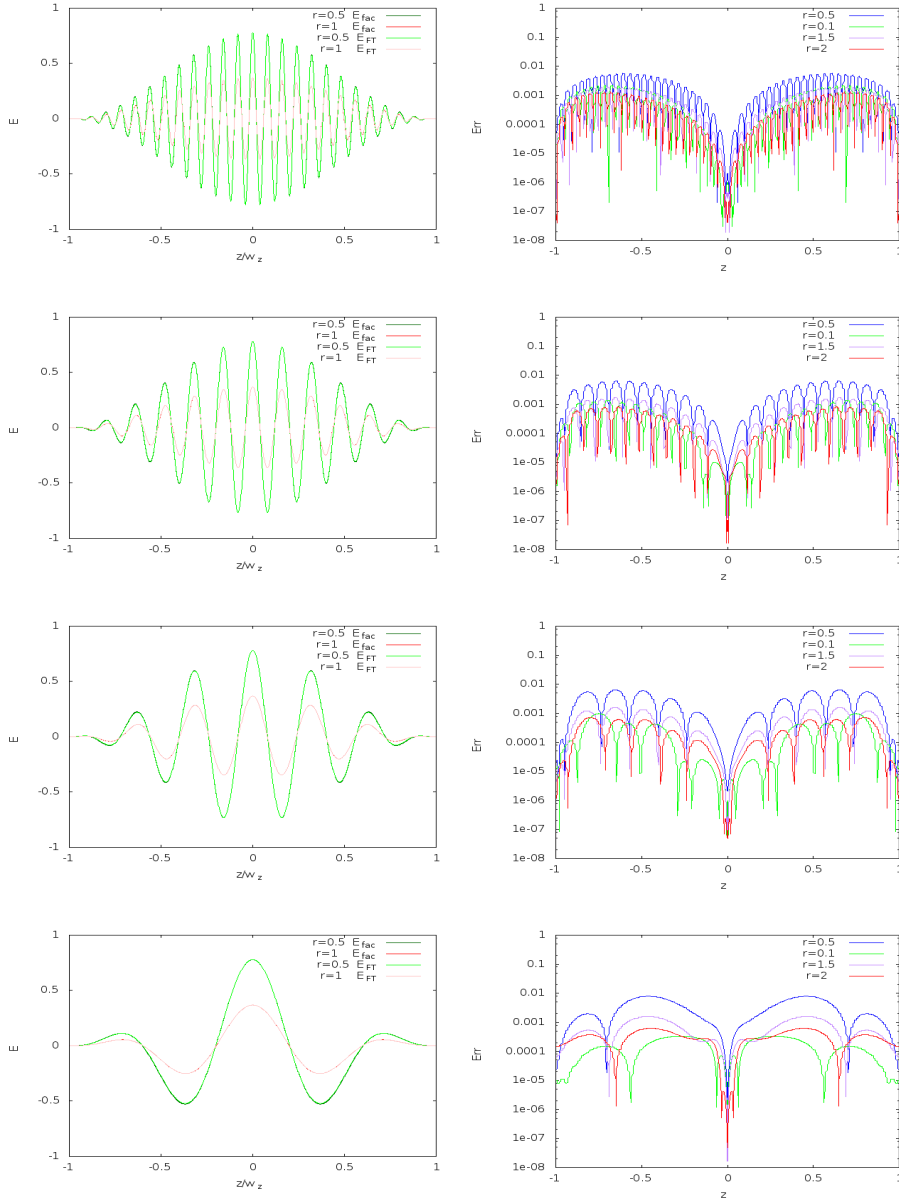 1
0.5
0
-0.5
-1
E
-1 -0.5 0 0.5 1
z/w_z
r=0.5 E_fac
r=1 E_fac
r=0.5 E_FT
r=1 E_FT
1
0.1
0.01
0.001
0.0001
1e-05
1e-06
1e-07
1e-08
Err
-1 -0.5 0 0.5 1
z
r=0.5
r=0.1
r=1.5
r=2
1
0.5
0
-0.5
-1
E
-1 -0.5 0 0.5 1
z/w_z
r=0.5 E_fac
r=1 E_fac
r=0.5 E_FT
r=1 E_FT
1
0.1
0.01
0.001
0.0001
1e-05
1e-06
1e-07
1e-08
Err
-1 -0.5 0 0.5 1
z
r=0.5
r=0.1
r=1.5
r=2
1
0.5
0
-0.5
-1
E
-1 -0.5 0 0.5 1
z/w_z
r=0.5 E_fac
r=1 E_fac
r=0.5 E_FT
r=1 E_FT
1
0.1
0.01
0.001
0.0001
1e-05
1e-06
1e-07
1e-08
Err
-1 -0.5 0 0.5 1
z
r=0.5
r=0.1
r=1.5
r=2
1
0.5
0
-0.5
-1
E
-1 -0.5 0 0.5 1
z/w_z
r=0.5 E_fac
r=1 E_fac
r=0.5 E_FT
r=1 E_FT
1
0.1
0.01
0.001
0.0001
1e-05
1e-06
1e-07
1e-08
Err
-1 -0.5 0 0.5 1
z
r=0.5
r=0.1
r=1.5
r=2